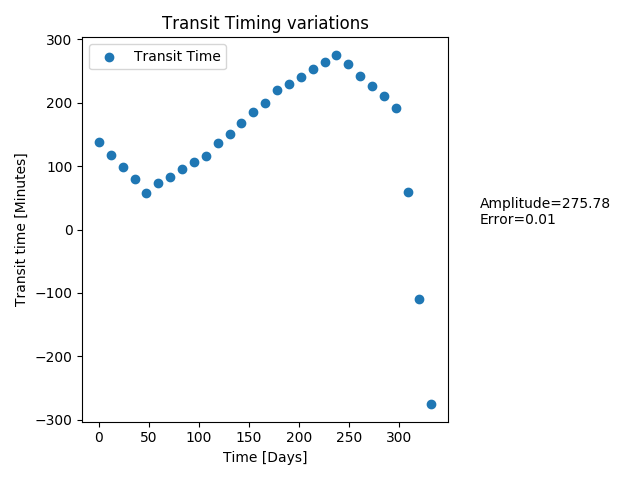 Transit Timing variations
Transit Time
Transit time [Minutes]
300
200
100
0
−100
−200
−300
0
50
100
150
200
250
300
Time [Days]
Amplitude=275.78
Error=0.01